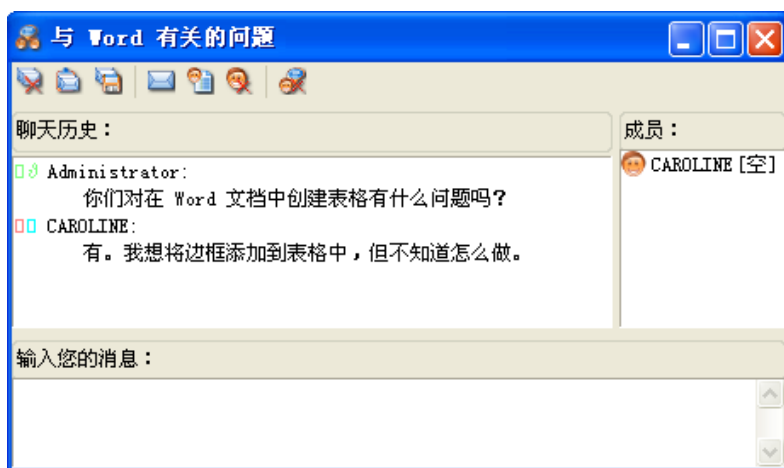 与 Word 有关的问题
聊天历史：
成员：
Administrator:
你们对在 Word 文档中创建表格有什么问题吗？
CAROLINE:
有。我想将边框添加到表格中，但不知道怎么做。
CAROLINE [空]
输入您的消息：